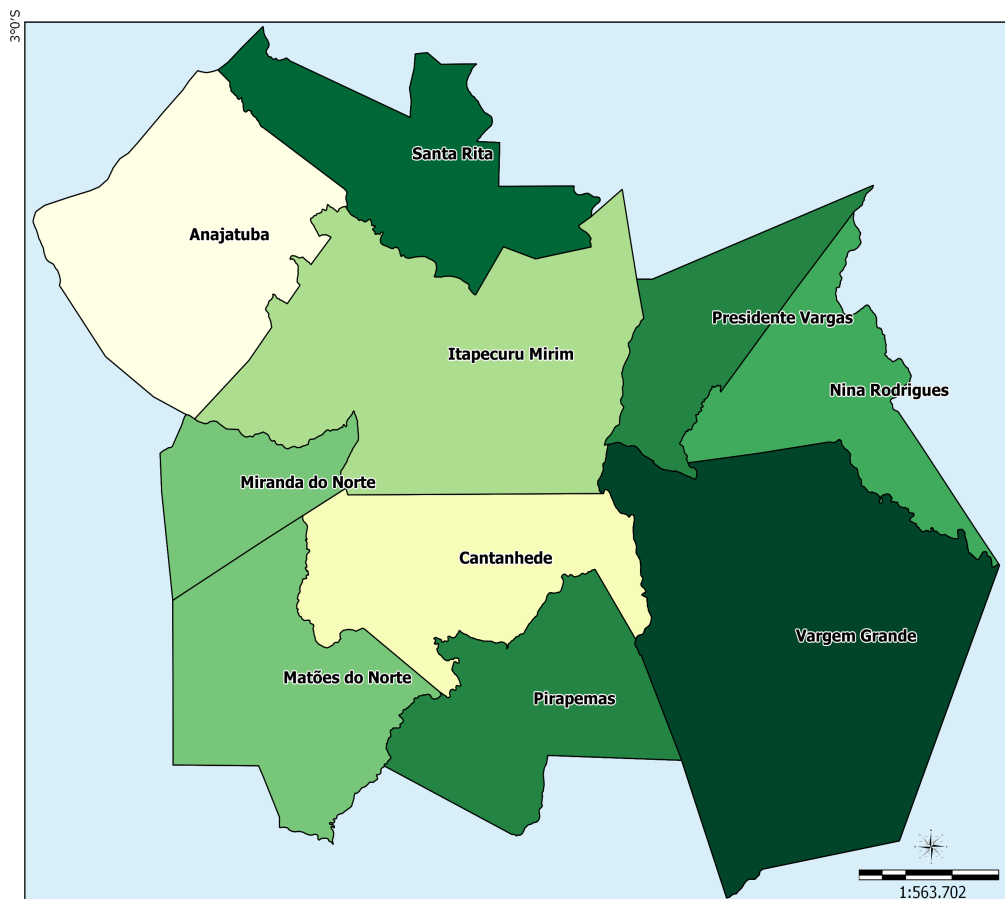 3°0'S
Santa Rita
Anajatuba
Presidente Vargas
Itapecuru Mirim
Nina Rodrigues
Miranda do Norte
Cantanhede
Vargem Grande
Matões do Norte
Pirapemas
1:563.702